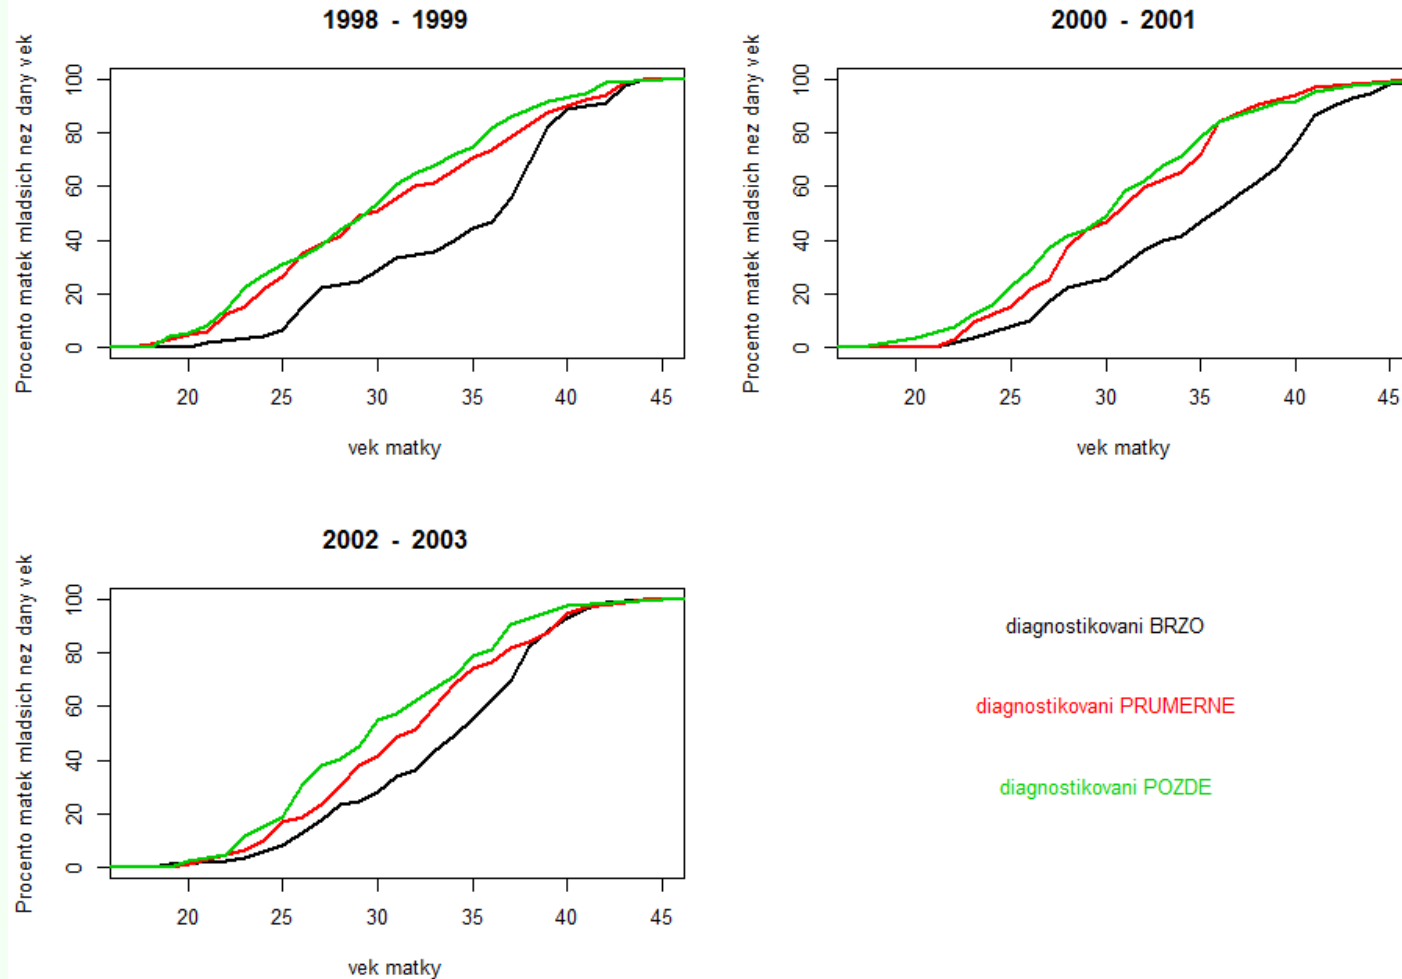 1998 - 1999
Procento matek mladsich nez dany vek
100
80
60
40
20
0
20 25 30 35 40 45
vek matky
2000 - 2001
Procento matek mladsich nez dany vek
100
80
60
40
20
0
20 25 30 35 40 45
vek matky
2002 - 2003
Procento matek mladsich nez dany vek
100
80
60
40
20
0
20 25 30 35 40 45
vek matky
diagnostikovani BRZO
diagnostikovani PRUMERNE
diagnostikovani POZDE